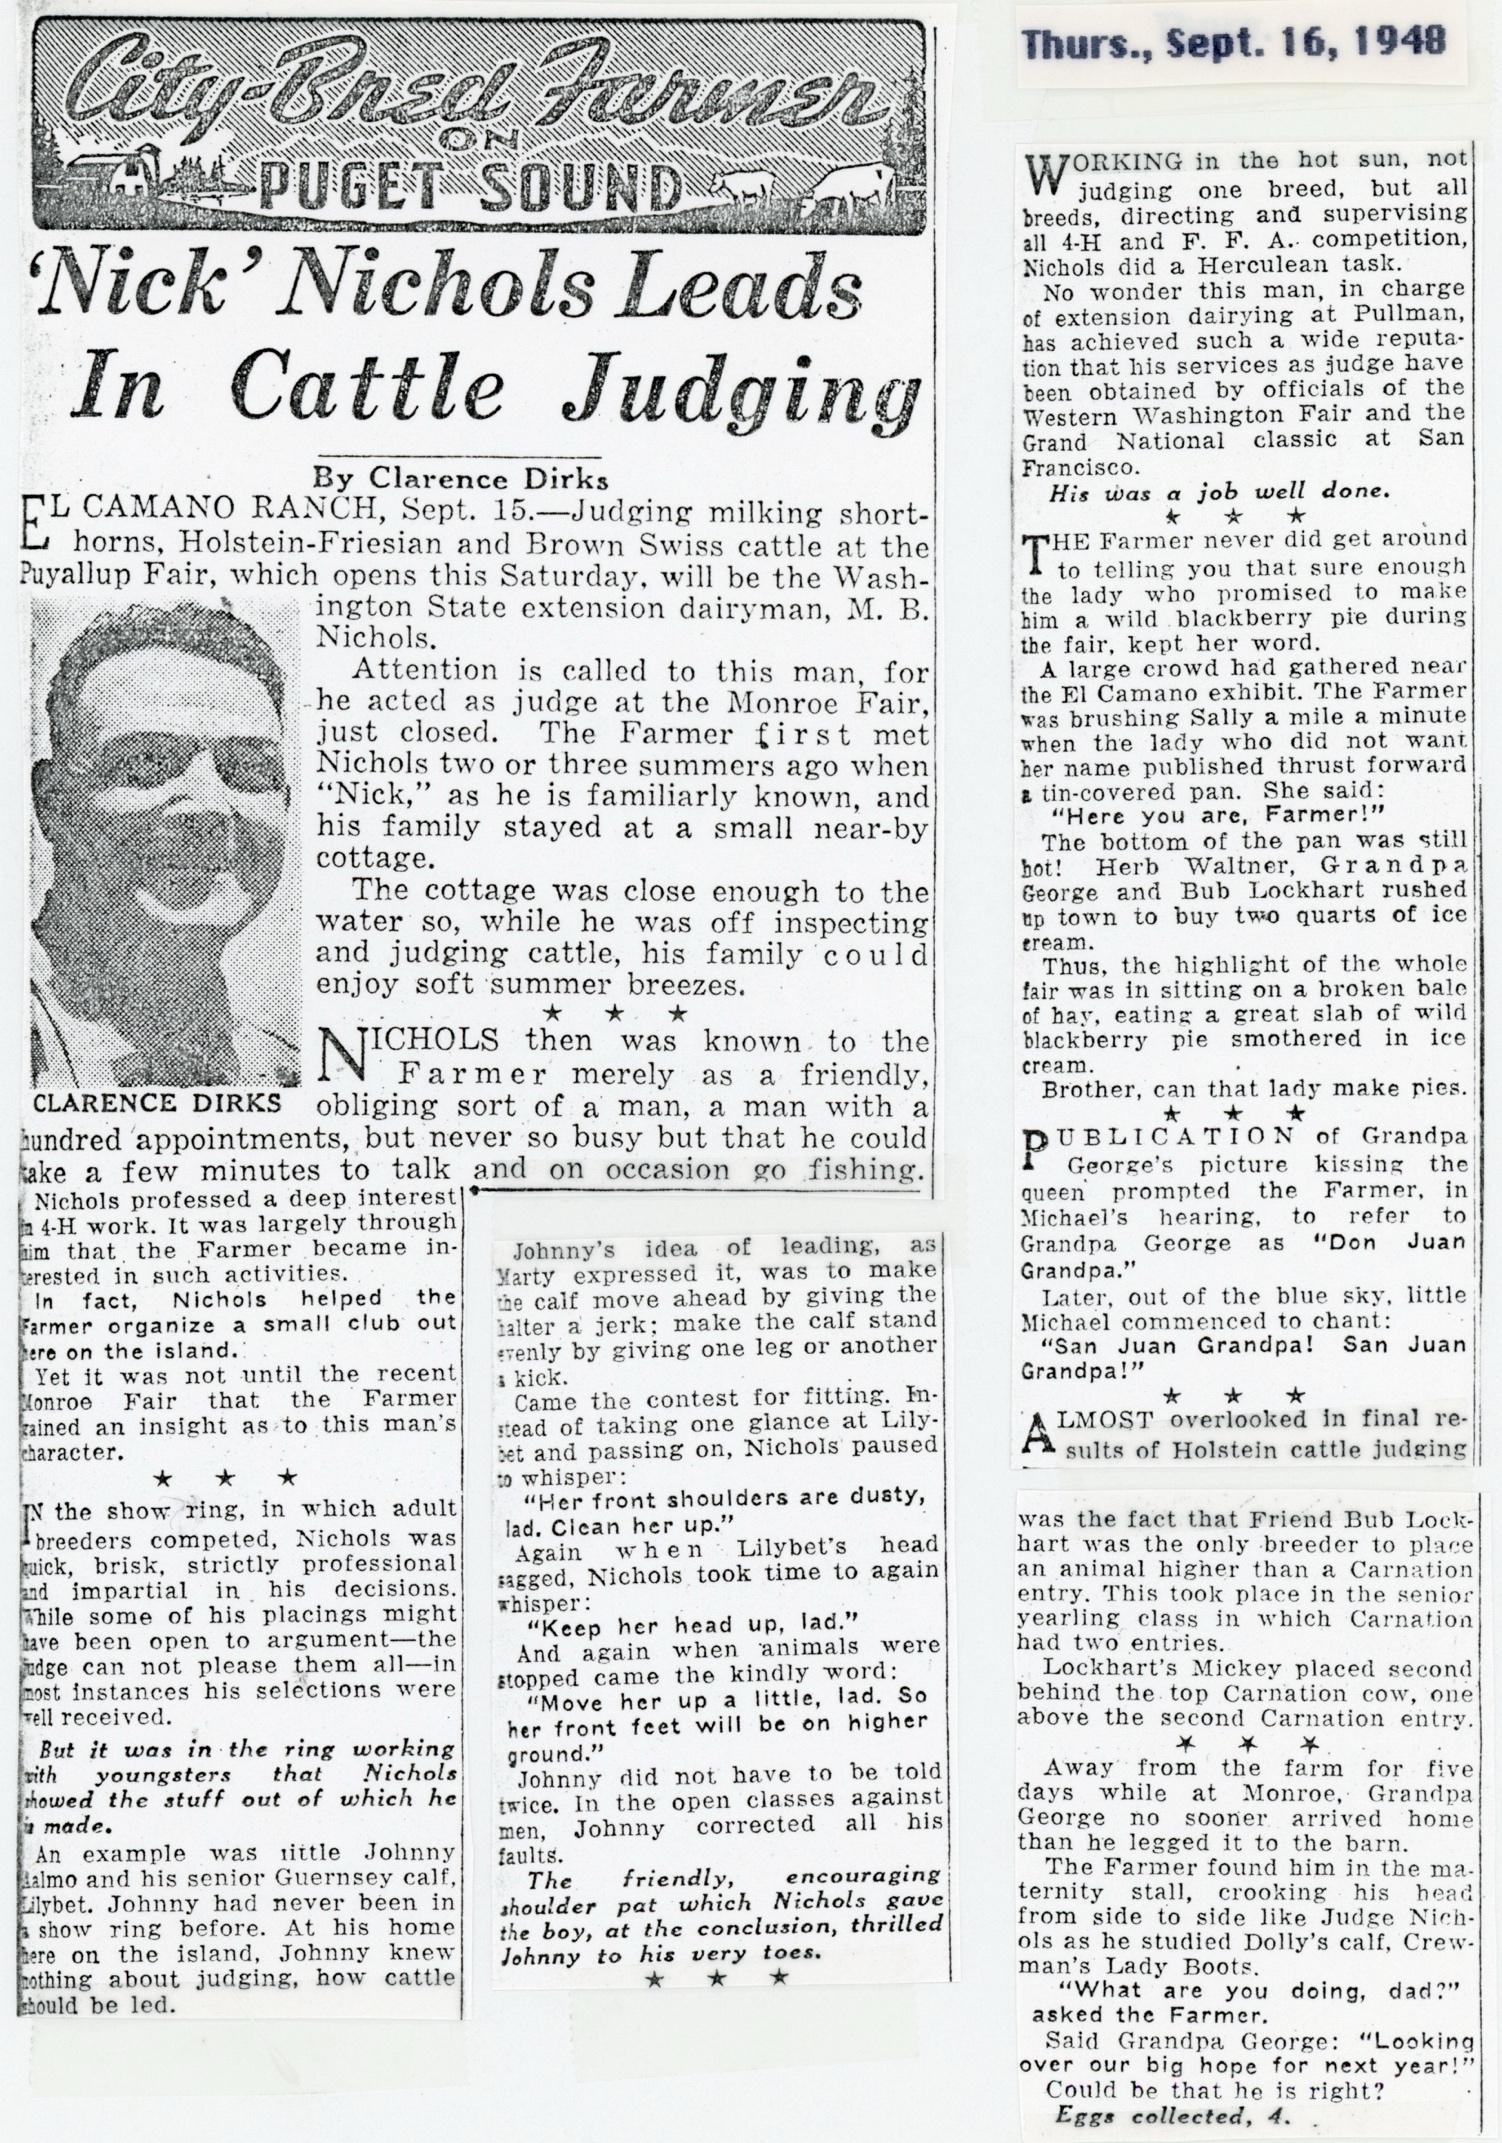 City-Bred Farmer
ON
PUGET SOUND
'Nick' Nichols Leads
In Cattle Judging
By Clarence Dirks
EL CAMANO RANCH, Sept. 15.—Judging milking short-
horns, Holstein-Friesian and Brown Swiss cattle at the
Puyallup Fair, which opens this Saturday, will be the Wash-
ington State extension dairyman, M. B.
Nichols.
Attention is called to this man, for
he acted as judge at the Monroe Fair,
just closed. The Farmer first met
Nichols two or three summers ago when
"Nick," as he is familiarly known, and
his family stayed at a small near-by
cottage.
The cottage was close enough to the
water so, while he was off inspecting
and judging cattle, his family could
enjoy soft summer breezes.
★ ★ ★
NICHOLS then was known to the
Farmer merely as a friendly,
CLARENCE DIRKS
obliging sort of a man, a man with a
hundred appointments, but never so busy but that he could
take a few minutes to talk and on occasion go fishing.
Nichols professed a deep interest
in 4-H work. It was largely through
him that the Farmer became in-
terested in such activities.
In fact, Nichols helped the
Farmer organize a small club out
here on the island.
Yet it was not until the recent
Monroe Fair that the Farmer
gained an insight as to this man's
character.
★ ★ ★
IN the show ring, in which adult
breeders competed, Nichols was
quick, brisk, strictly professional
and impartial in his decisions.
While some of his placings might
have been open to argument—the
judge can not please them all—in
most instances his selections were
well received.
But it was in the ring working
with youngsters that Nichols
showed the stuff out of which he
is made.
An example was little Johnny
and his senior Guernsey calf,
Lilybet. Johnny had never been in
a show ring before. At his home
here on the island, Johnny knew
nothing about judging, how cattle
should be led.
Johnny's idea of leading, as
Marty expressed it, was to make
the calf move ahead by giving the
halter a jerk; make the calf stand
evenly by giving one leg or another
a kick.
Came the contest for fitting. In-
stead of taking one glance at Lily-
bet and passing on, Nichols paused
to whisper:
"Her front shoulders are dusty,
lad. Clean her up."
Again when Lilybet's head
sagged, Nichols took time to again
whisper:
"Keep her head up, lad."
And again when animals were
stopped came the kindly word:
"Move her up a little, lad. So
her front feet will be on higher
ground."
Johnny did not have to be told
twice. In the open classes against
men, Johnny corrected all his
faults.
The friendly, encouraging
shoulder pat which Nichols gave
the boy, at the conclusion, thrilled
Johnny to his very toes.
★ ★ ★
Thurs., Sept. 16, 1948
WORKING in the hot sun, not
judging one breed, but all
breeds, directing and supervising
all 4-H and F. F. A. competition,
Nichols did a Herculean task.
No wonder this man, in charge
of extension dairying at Pullman,
has achieved such a wide reputa-
tion that his services as judge have
been obtained by officials of the
Western Washington Fair and the
Grand National classic at San
Francisco.
His was a job well done.
★ ★ ★
THE Farmer never did get around
to telling you that sure enough
the lady who promised to make
him a wild blackberry pie during
the fair, kept her word.
A large crowd had gathered near
the El Camano exhibit. The Farmer
was brushing Sally a mile a minute
when the lady who did not want
her name published thrust forward
a tin-covered pan. She said:
"Here you are, Farmer!"
The bottom of the pan was still
hot! Herb Waltner, Grandpa
George and Bub Lockhart rushed
up town to buy two quarts of ice
cream.
Thus, the highlight of the whole
fair was in sitting on a broken bale
of hay, eating a great slab of wild
blackberry pie smothered in ice
cream.
Brother, can that lady make pies.
★ ★ ★
PUBLICATION of Grandpa
George's picture kissing the
queen prompted the Farmer, in
Michael's hearing, to refer to
Grandpa George as "Don Juan
Grandpa."
Later, out of the blue sky, little
Michael commenced to chant:
"San Juan Grandpa! San Juan
Grandpa!"
★ ★ ★
ALMOST overlooked in final re-
sults of Holstein cattle judging
was the fact that Friend Bub Lock-
hart was the only breeder to place
an animal higher than a Carnation
entry. This took place in the senior
yearling class in which Carnation
had two entries.
Lockhart's Mickey placed second
behind the top Carnation cow, one
above the second Carnation entry.
★ ★ ★
Away from the farm for five
days while at Monroe, Grandpa
George no sooner arrived home
than he legged it to the barn.
The Farmer found him in the ma-
ternity stall, crooking his head
from side to side like Judge Nich-
ols as he studied Dolly's calf, Crew-
man's Lady Boots.
"What are you doing, dad?"
asked the Farmer.
Said Grandpa George: "Looking
over our big hope for next year!"
Could be that he is right?
Eggs collected, 4.